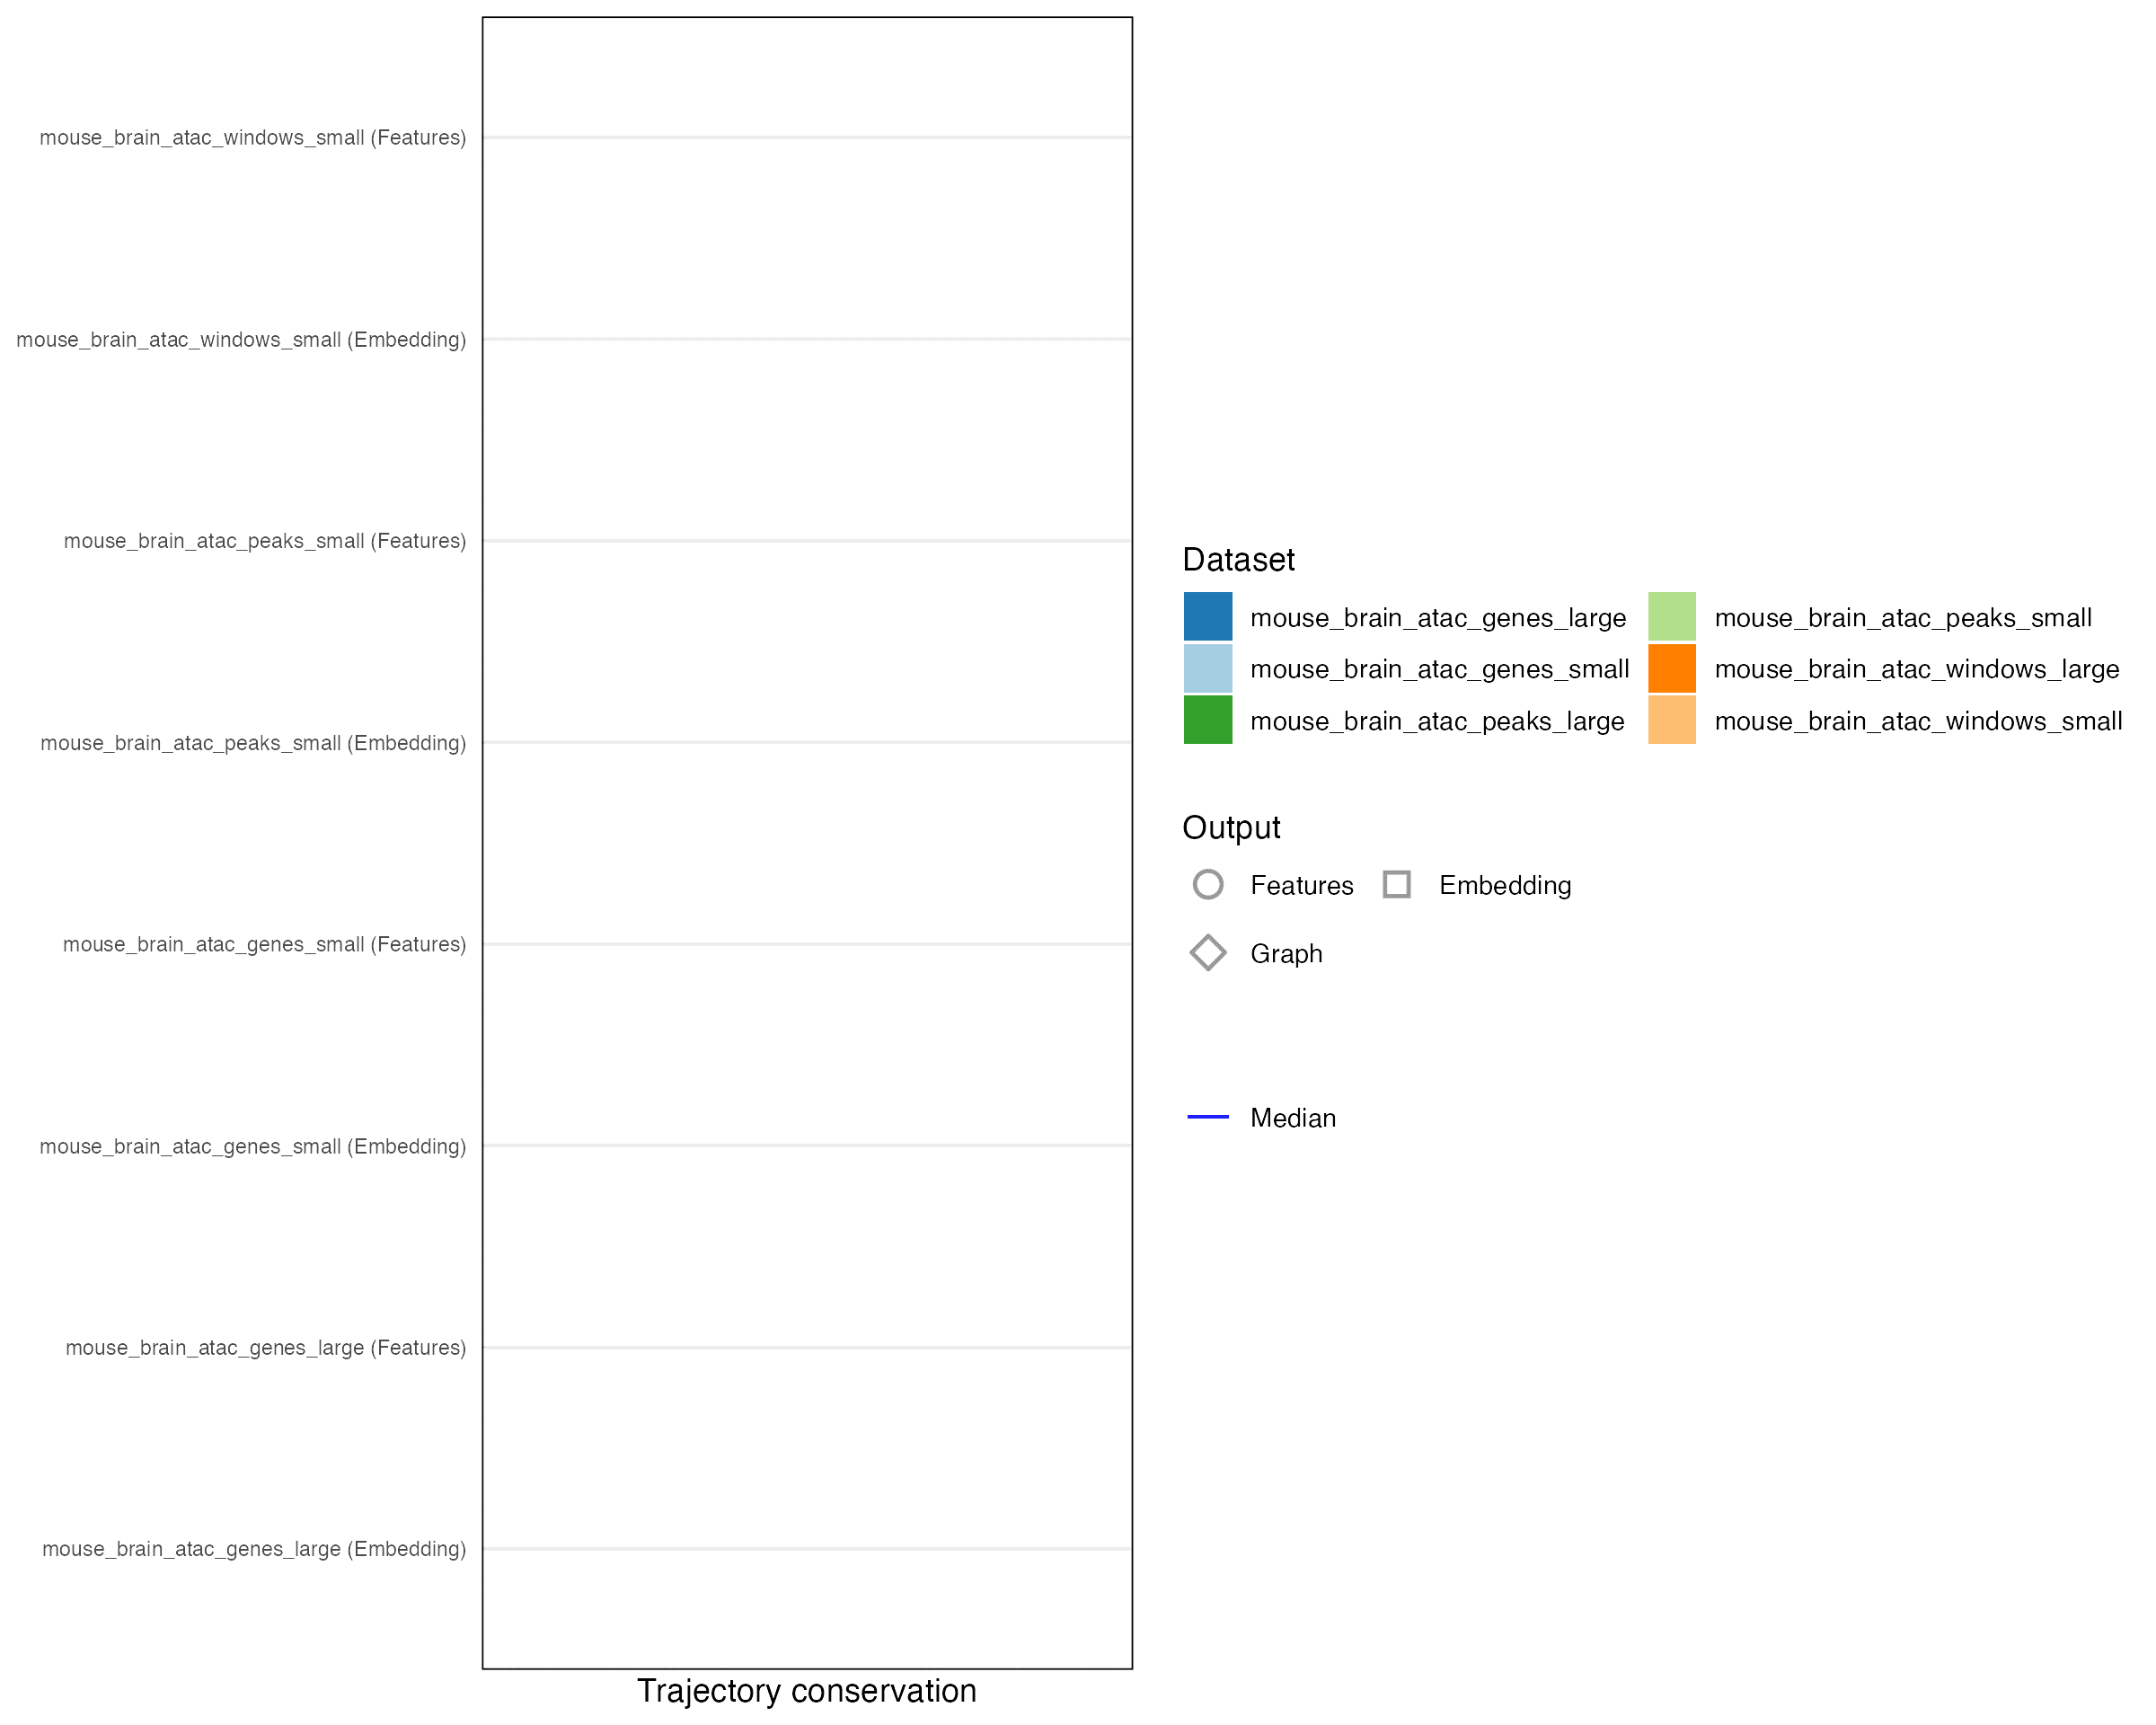 mouse_brain_atac_windows_small (Features)
mouse_brain_atac_windows_small (Embedding)
mouse_brain_atac_peaks_small (Features)
mouse_brain_atac_peaks_small (Embedding)
mouse_brain_atac_genes_small (Features)
mouse_brain_atac_genes_small (Embedding)
mouse_brain_atac_genes_large (Features)
mouse_brain_atac_genes_large (Embedding)
Trajectory conservation
Dataset
mouse_brain_atac_genes_large
mouse_brain_atac_genes_small
mouse_brain_atac_peaks_large
mouse_brain_atac_peaks_small
mouse_brain_atac_windows_large
mouse_brain_atac_windows_small
Output
Features
Embedding
Graph
Median